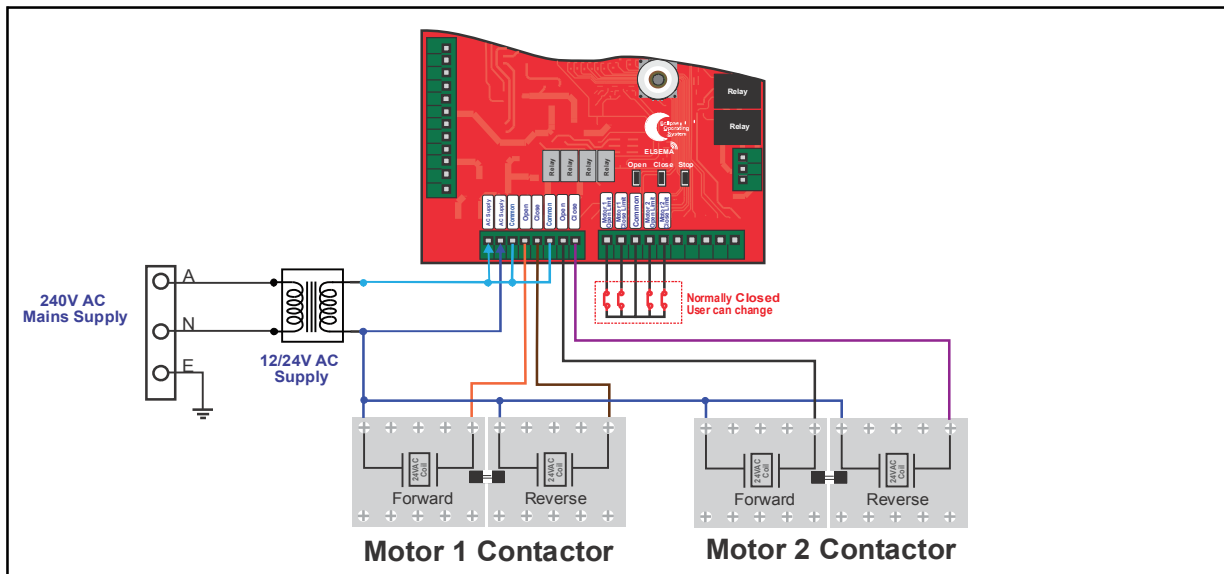 Relay
Relay
Eclipse
Operating
System
ELSEMA
Relay
Relay
Relay
Relay
Open Close Stop
AC Supply
AC Supply
Common
Open
Close
Common
Open
Close
Motor 1
Open Limit
Motor 1
Close Limit
Common
Motor 2
Open Limit
Motor 2
Close Limit
240V AC
Mains Supply
A
N
E
12/24V AC
Supply
Normally Closed
User can change
24VAC
Coil
Forward
24VAC
Coil
Reverse
24VAC
Coil
Forward
24VAC
Coil
Reverse
Motor 1 Contactor
Motor 2 Contactor